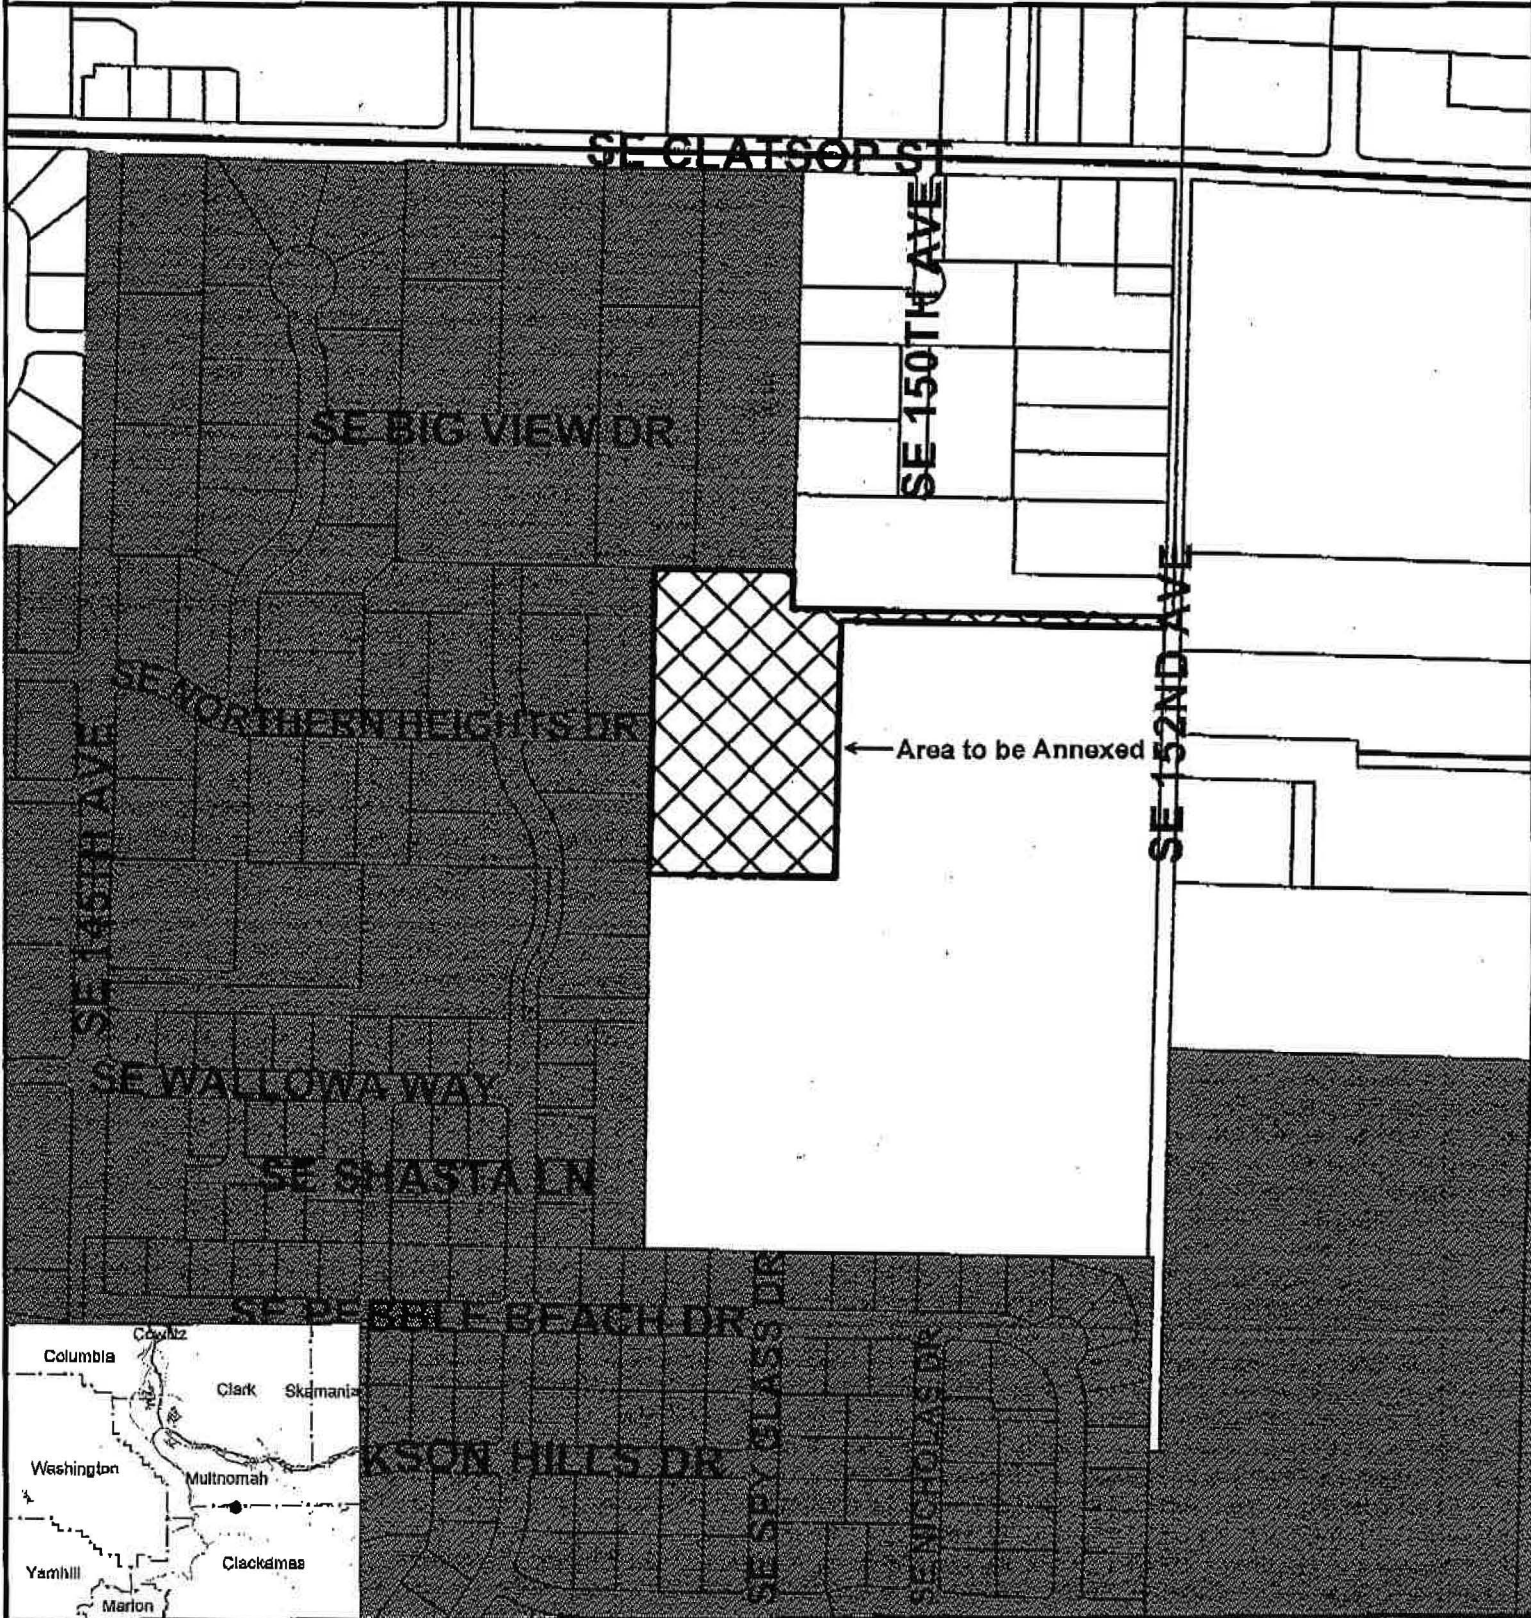 SE CLATSOP ST
SE 150TH AVE
SE BIG VIEW DR
SE 152ND AVE
SE NORTHERN HEIGHTS DR
SE 145TH AVE
Area to be Annexed
SE WALLOWA WAY
SE SHASTA LN
SE PEBBLE BEACH DR
SE SPY GLASS DR
SE NICHOLAS DR
KSON HILLS DR
Cowlitz
Columbia
Clark
Skamania
Washington
Multnomah
Clackamas
Yamhill
Marion